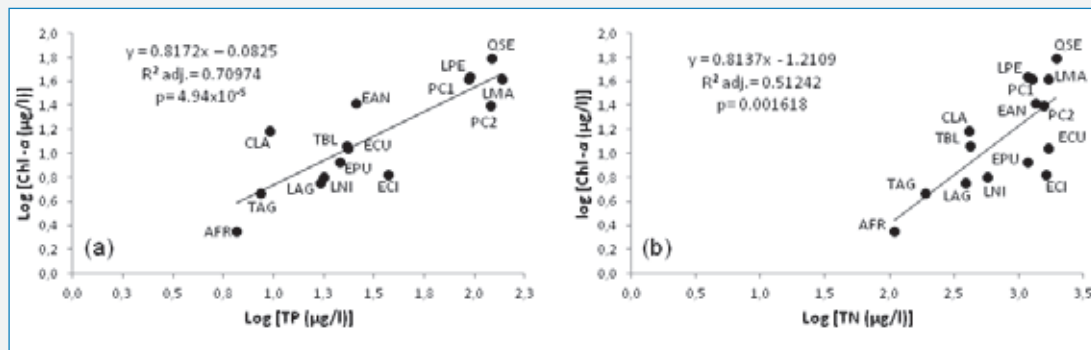 y = 0.8172x – 0.0825
R² adj.= 0.70974
p= 4.94x10⁻⁵
Log [Chl-a (µg/l)]
2,0
1,8
1,6
1,4
1,2
1,0
0,8
0,6
0,4
0,2
0,0
QSE
LPE
PC1
LMA
PC2
EAN
CLA
TBL
ECU
EPU
LAG
LNI
ECI
TAG
AFR
(a)
0,0 0,3 0,5 0,8 1,0 1,3 1,5 1,8 2,0 2,3
Log [TP (µg/l)]
y = 0.8137x - 1.2109
R² adj.= 0.51242
p= 0.001618
log [Chl-a (µg/l)]
2,0
1,8
1,6
1,4
1,2
1,0
0,8
0,6
0,4
0,2
0,0
QSE
LPE
LMA
PC1
EAN
PC2
CLA
TBL
ECU
EPU
TAG
LAG
LNI
ECI
AFR
(b)
0,0 0,5 1,0 1,5 2,0 2,5 3,0 3,5
Log [TN (µg/l)]